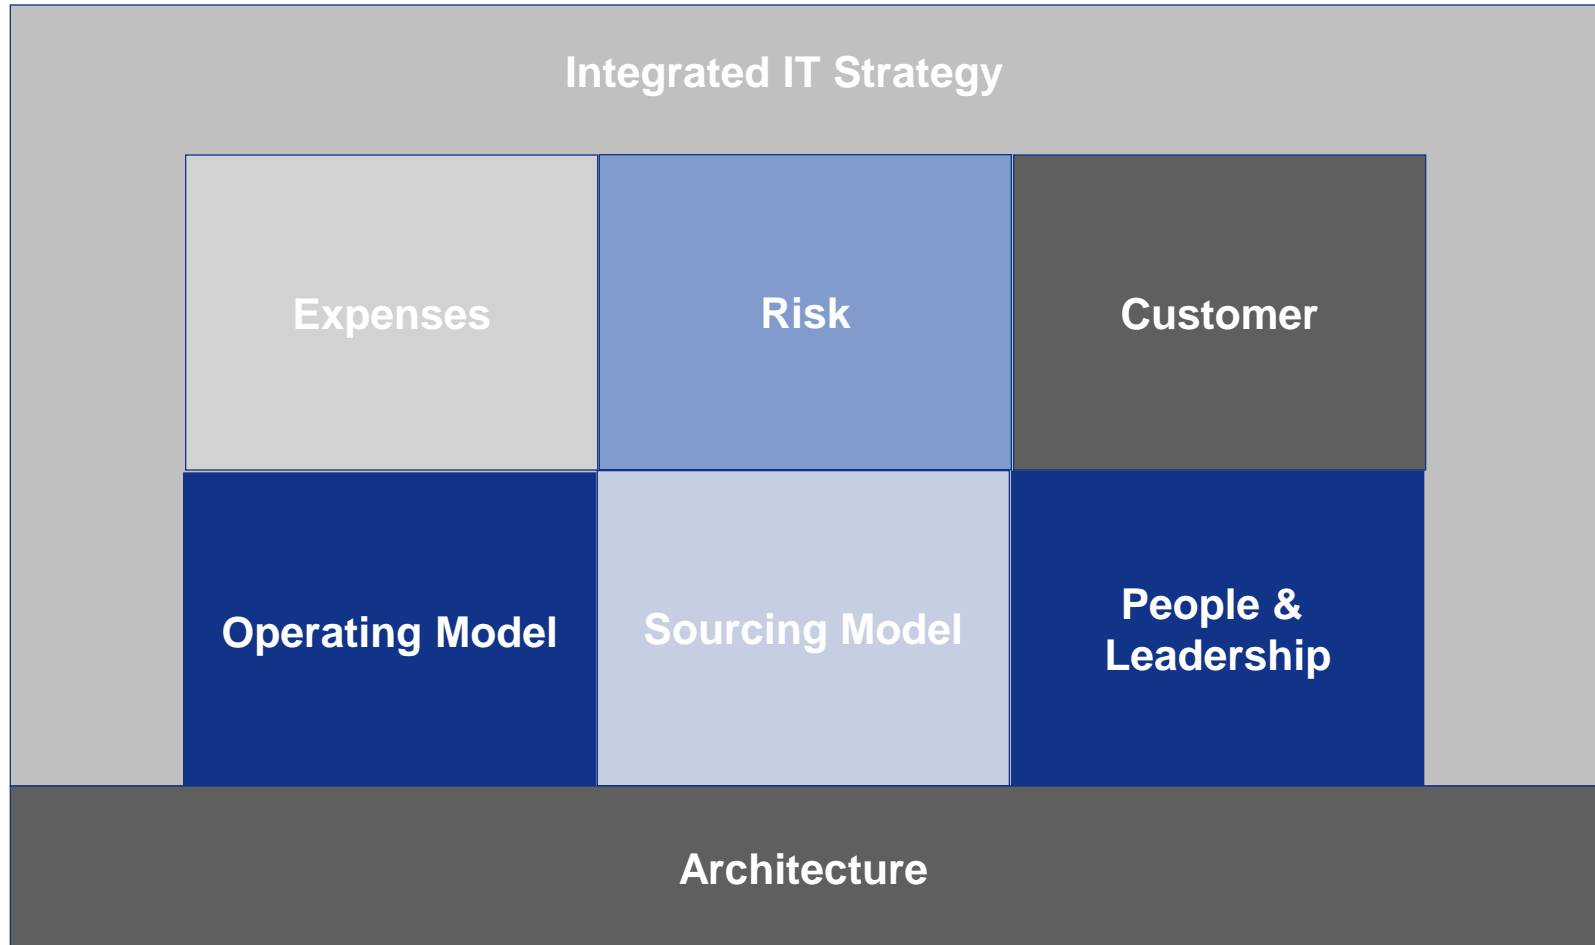 Integrated IT Strategy
Expenses
Risk
Customer
Operating Model
Sourcing Model
People &
Leadership
Architecture